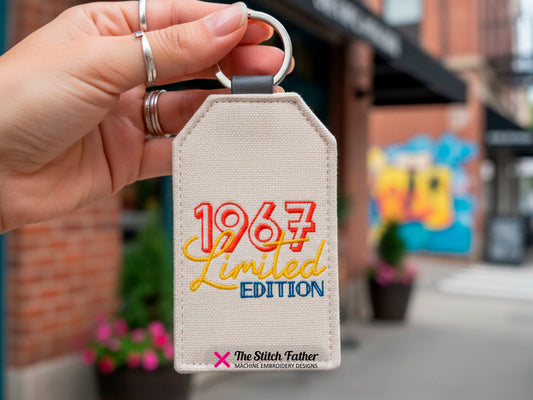 1967
Limited
EDITION
The Stitch Father
MACHINE EMBROIDERY DESIGNS